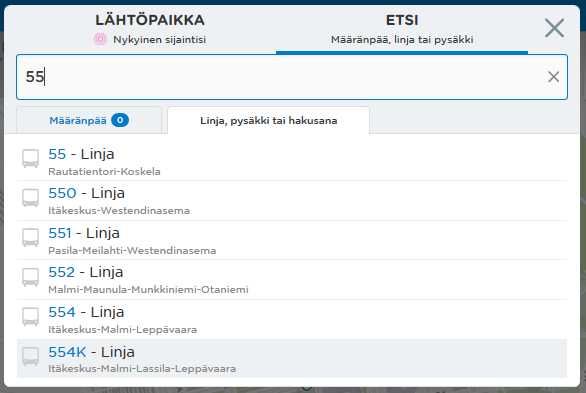 LÄHTÖPAIKKA
Nykyinen sijaintisi
ETSI
Määränpää, linja tai pysäkki
55
Määränpää 0
Linja, pysäkki tai hakusana
55 - Linja
Rautatientori-Koskela
550 - Linja
Itäkeskus-Westendinasema
551 - Linja
Pasila-Meilahti-Westendinasema
552 - Linja
Malmi-Maunula-Munkkiniemi-Otaniemi
554 - Linja
Itäkeskus-Malmi-Leppävaara
554K - Linja
Itäkeskus-Malmi-Lassila-Leppävaara